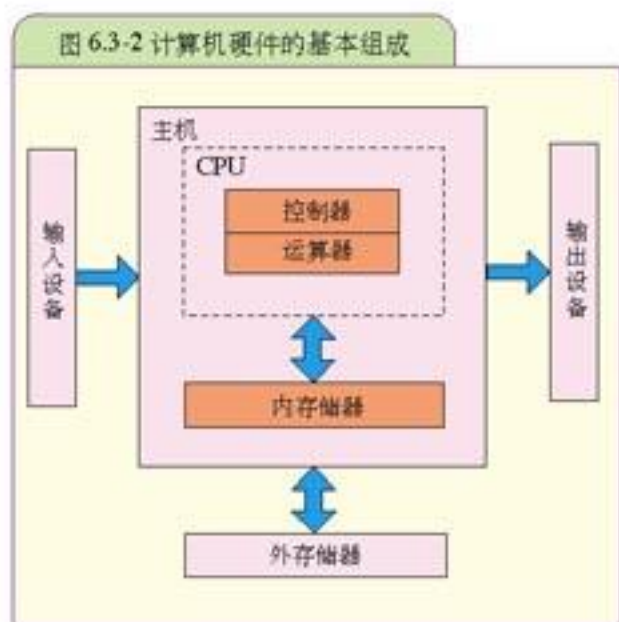 图 6.3-2 计算机硬件的基本组成
主机
CPU
控制器
运算器
输入设备
输出设备
内存储器
外存储器